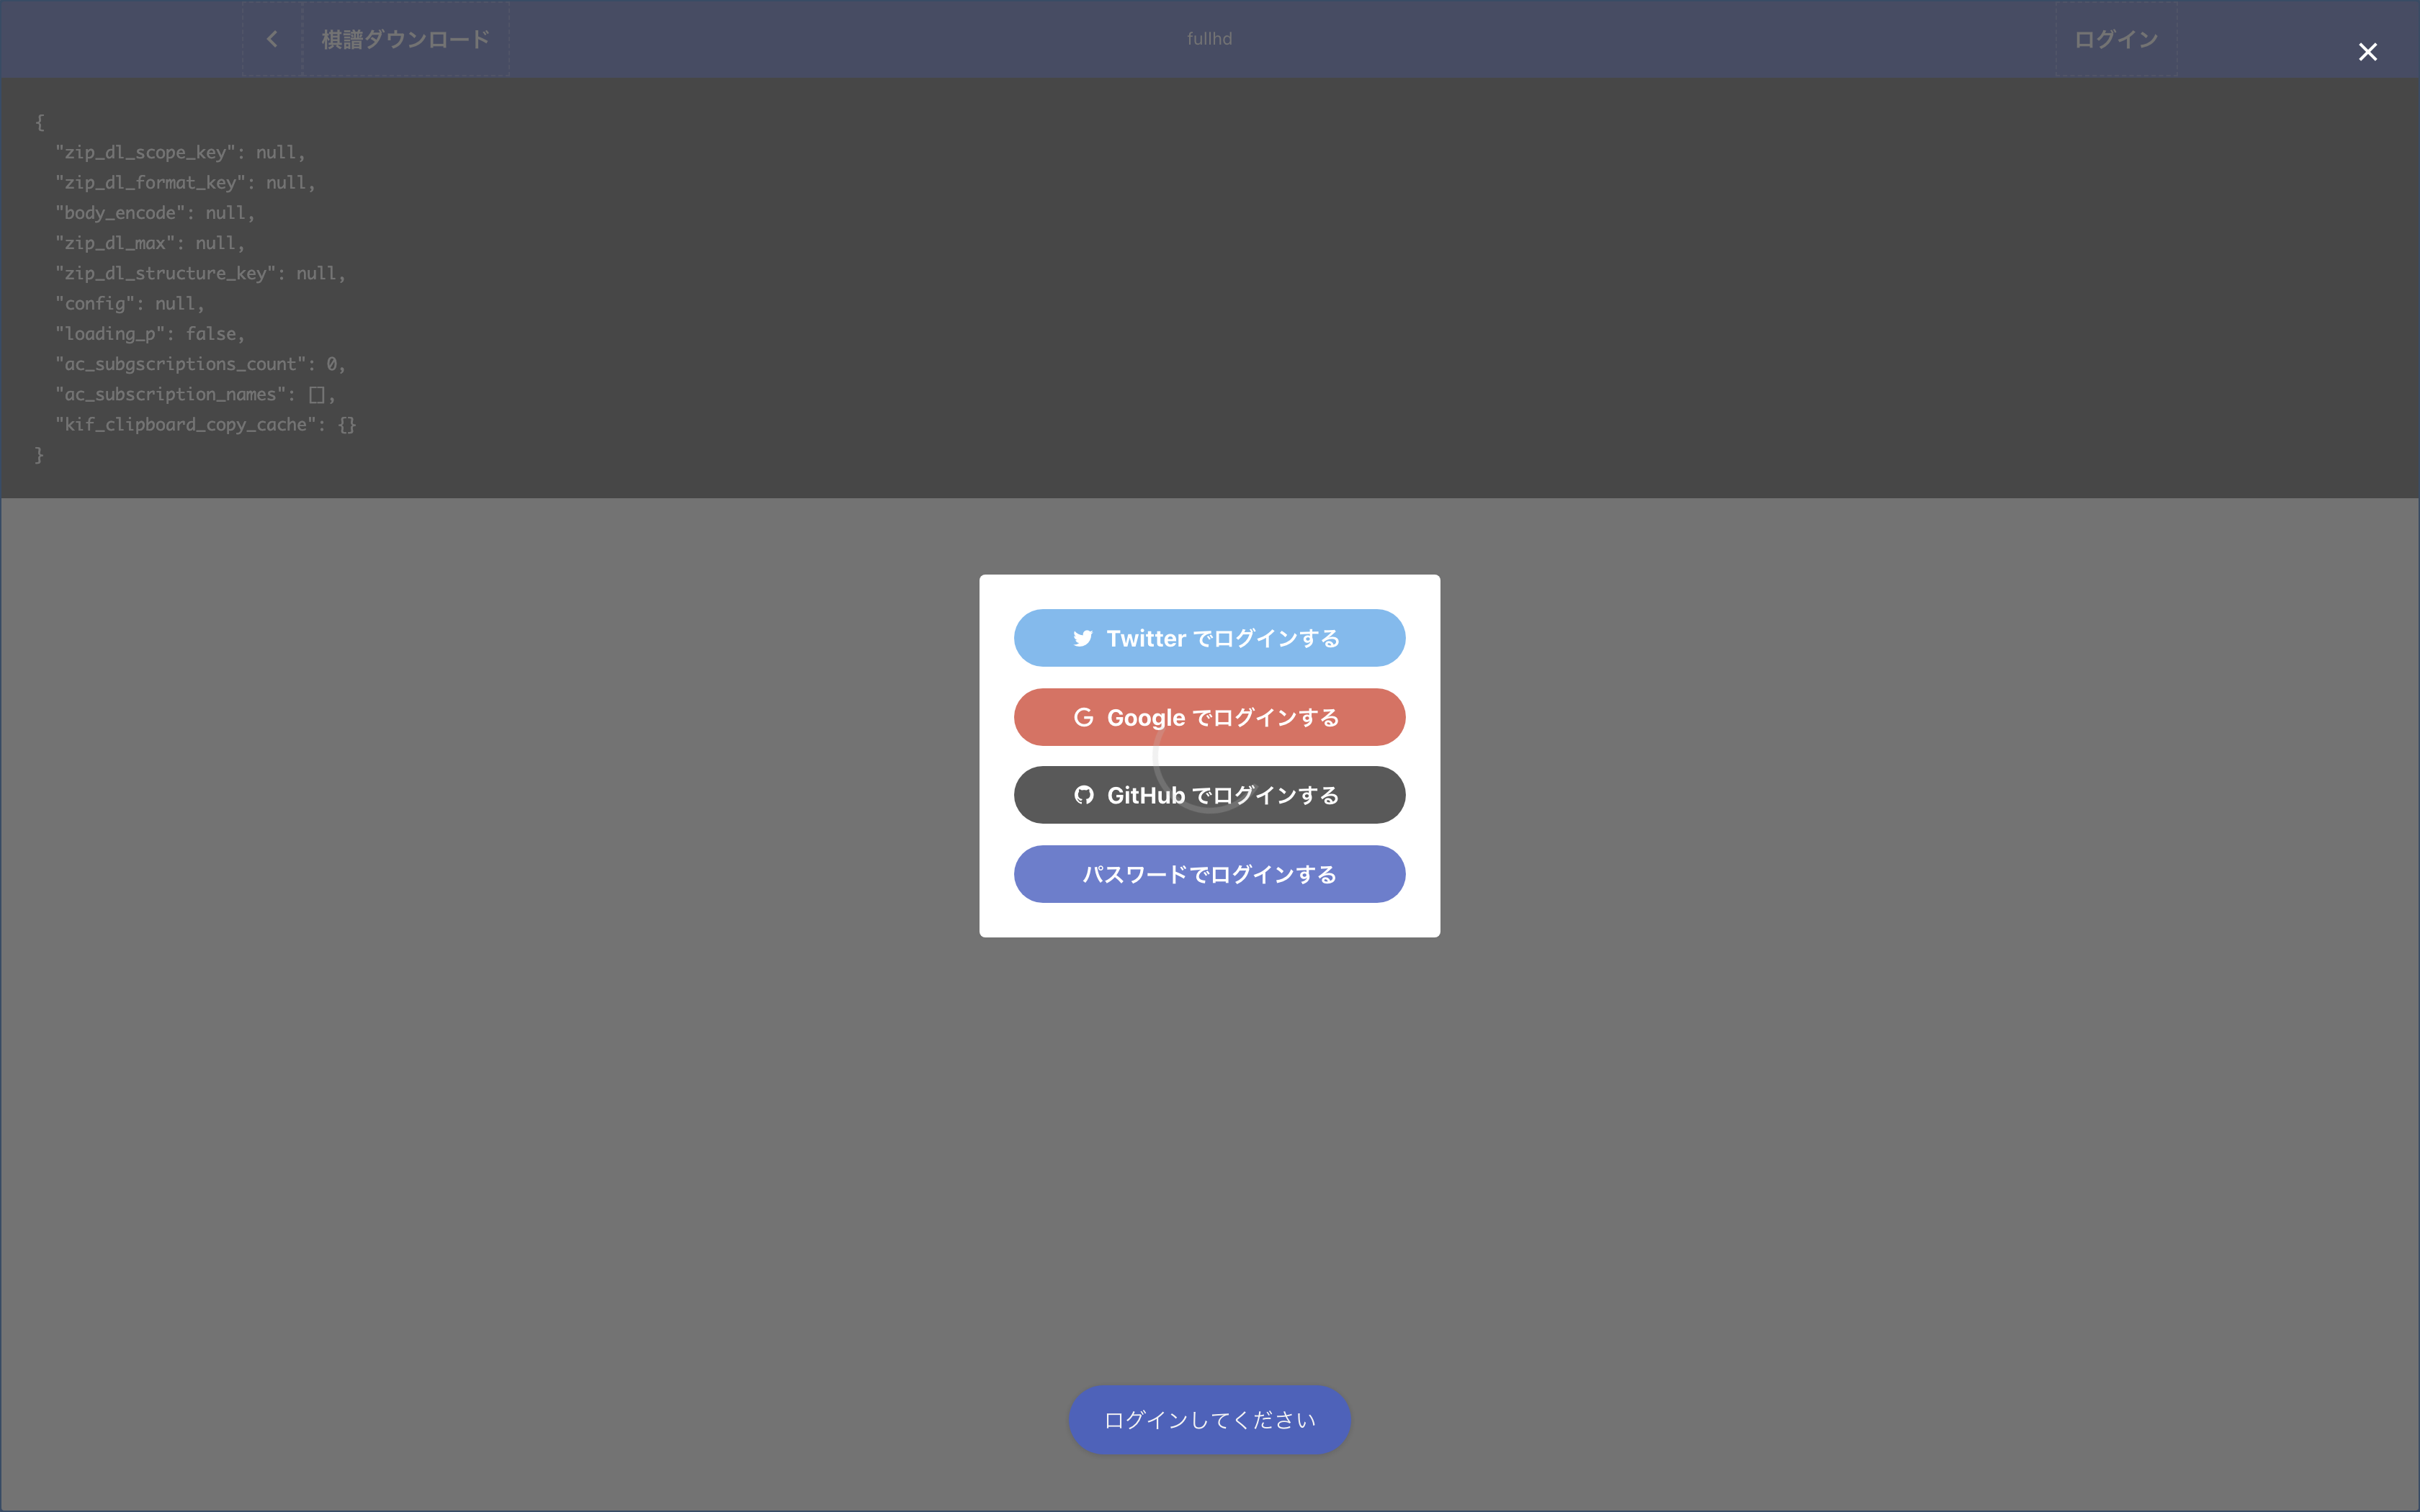 棋譜ダウンロード
fullhd
ログイン
{
"zip_dl_scope_key": null,
"zip_dl_format_key": null,
"body_encode": null,
"zip_dl_max": null,
"zip_dl_structure_key": null,
"config": null,
"loading_p": false,
"ac_subgscriptions_count": 0,
"ac_subscription_names": [],
"kif_clipboard_copy_cache": {}
}
Twitter でログインする
Google でログインする
GitHub でログインする
パスワードでログインする
ログインしてください